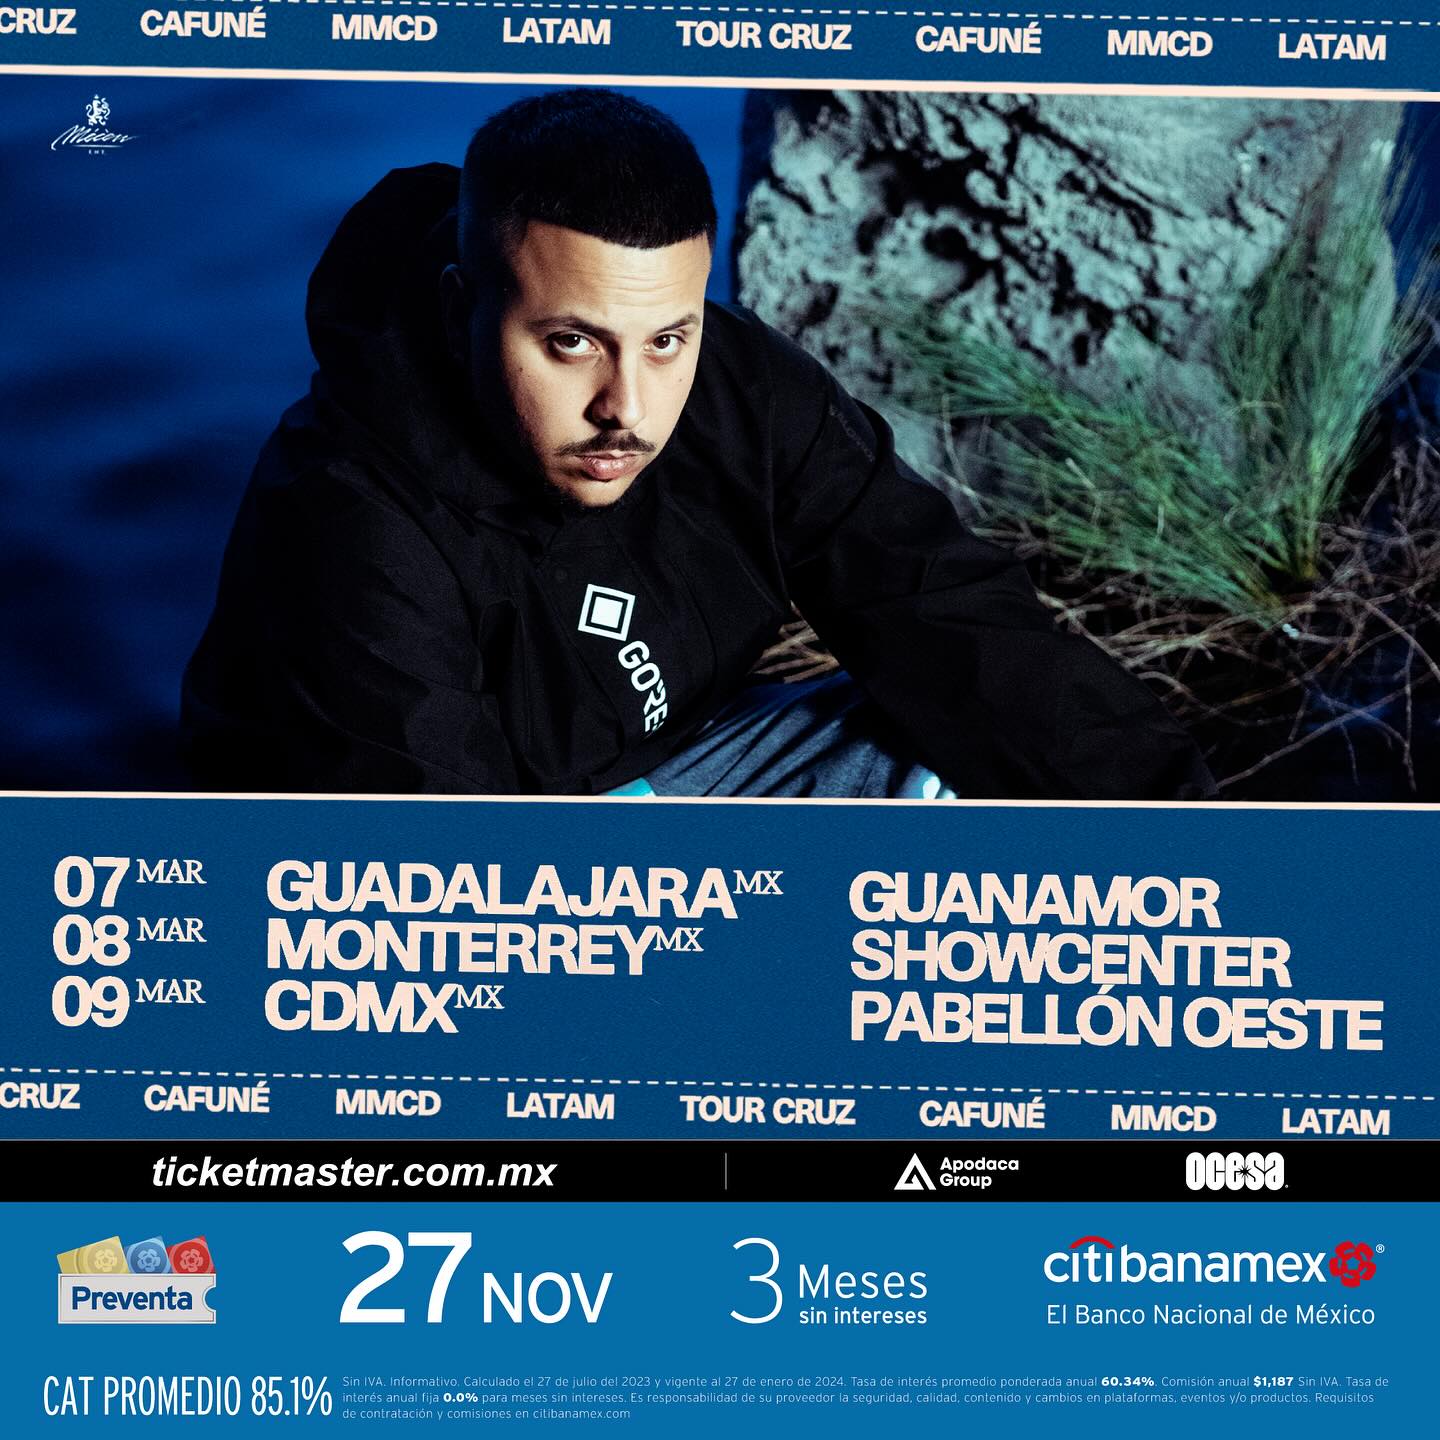 CRUZ CAFUNÉ MMCD LATAM TOUR CRUZ CAFUNÉ MMCD LATAM
Mécen
ENT.
GORE
07 MAR GUADALAJARA MX GUANAMOR
08 MAR MONTERREY MX SHOWCENTER
09 MAR CDMX MX PABELLÓN OESTE
CRUZ CAFUNÉ MMCD LATAM TOUR CRUZ CAFUNÉ MMCD LATAM
ticketmaster.com.mx Apodaca Group ocesa
Preventa 27 NOV 3 Meses sin intereses citibanamex®
El Banco Nacional de México
CAT PROMEDIO 85.1%
Sin IVA. Informativo. Calculado el 27 de julio del 2023 y vigente al 27 de enero de 2024. Tasa de interés promedio ponderada anual 60.34%. Comisión anual $1,187 Sin IVA. Tasa de
interés anual fija 0.0% para meses sin intereses. Es responsabilidad de su proveedor la seguridad, calidad, contenido y cambios en plataformas, eventos y/o productos. Requisitos
de contratación y comisiones en citibanamex.com